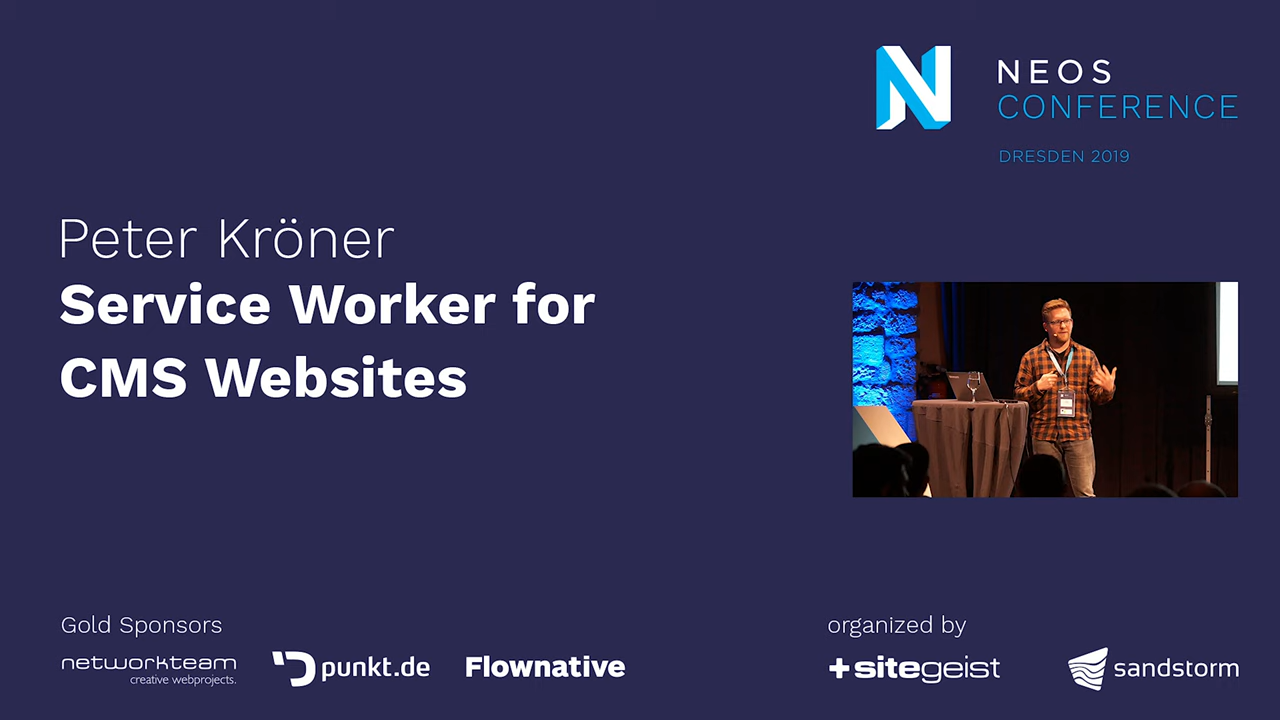 NEOS
CONFERENCE
DRESDEN 2019
Peter Kröner
Service Worker for
CMS Websites
Gold Sponsors
networkteam
creative webprojects.
punkt.de
Flownative
organized by
+sitegeist
sandstorm